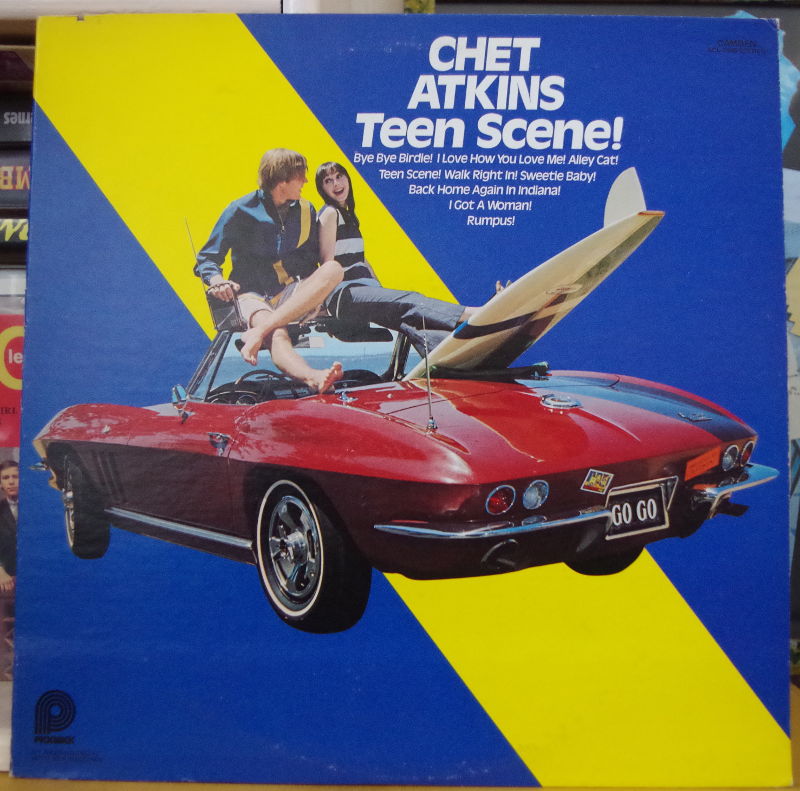 CHET
ATKINS
Teen Scene!
Bye Bye Birdie! I Love How You Love Me! Alley Cat!
Teen Scene! Walk Right In! Sweetie Baby!
Back Home Again In Indiana!
I Got A Woman!
Rumpus!
CAMDEN
GO GO
PICKWICK